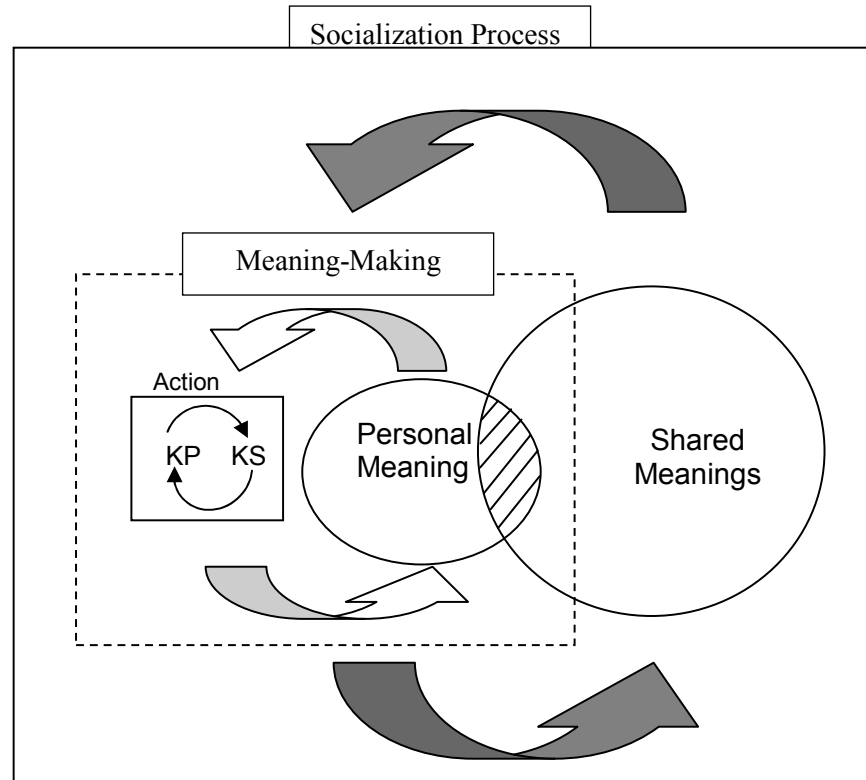 Socialization Process
Meaning-Making
Action
KP KS
Personal
Meaning
Shared
Meanings